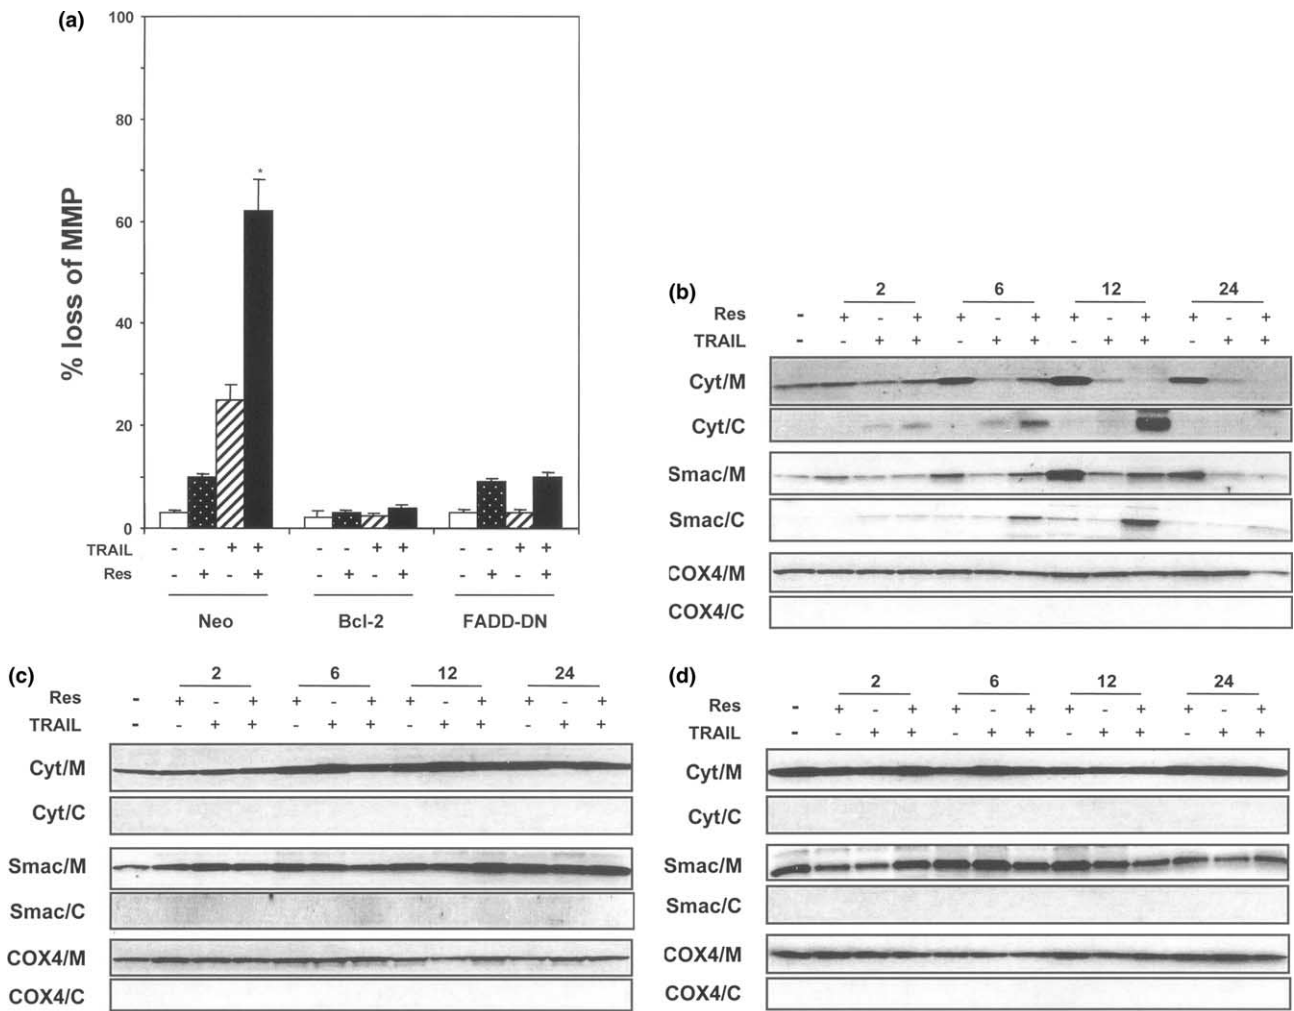 (a)
100
80
60
40
20
0
% loss of MMP
*
TRAIL - - + + - - + + - - + +
Res - + - + - + - + - + - +
Neo Bcl-2 FADD-DN
(b)
2 6 12 24
Res - + - + + - + + - + + - +
TRAIL - - + + - + + - + + - + +
Cyt/M
Cyt/C
Smac/M
Smac/C
COX4/M
COX4/C
(c)
2 6 12 24
Res - + - + + - + + - + + - +
TRAIL - - + + - + + - + + - + +
Cyt/M
Cyt/C
Smac/M
Smac/C
COX4/M
COX4/C
(d)
2 6 12 24
Res - + - + + - + + - + + - +
TRAIL - - + + - + + - + + - + +
Cyt/M
Cyt/C
Smac/M
Smac/C
COX4/M
COX4/C